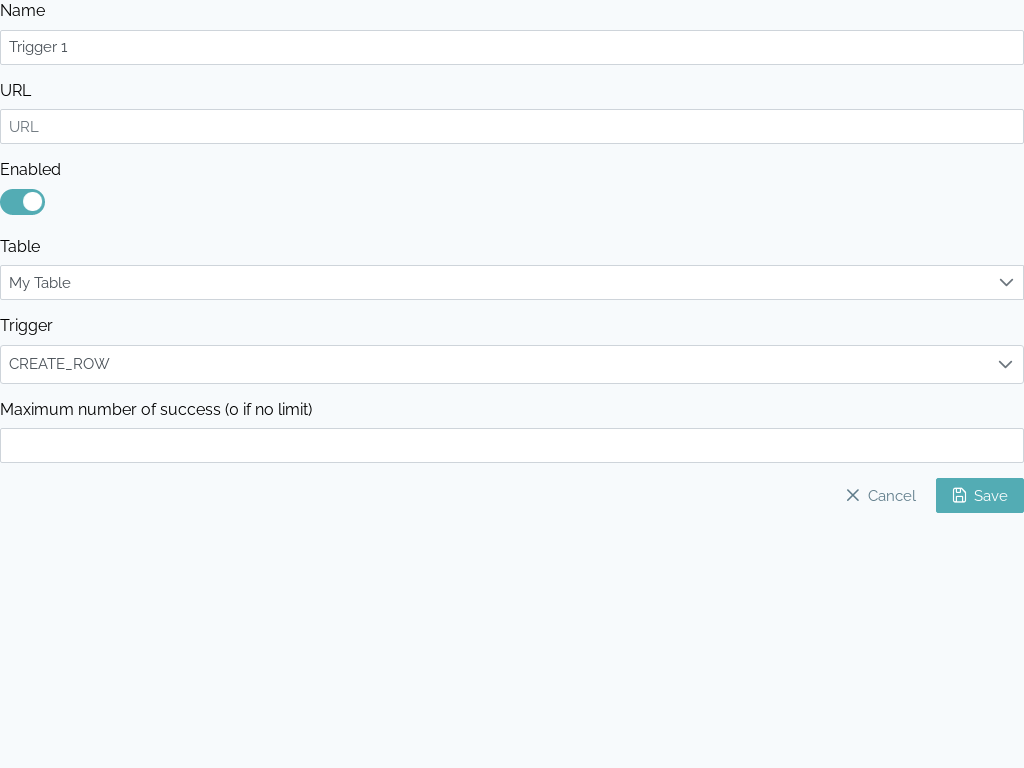 Name
Trigger 1
URL
URL
Enabled
Table
My Table
Trigger
CREATE_ROW
Maximum number of success (0 if no limit)
Cancel Save